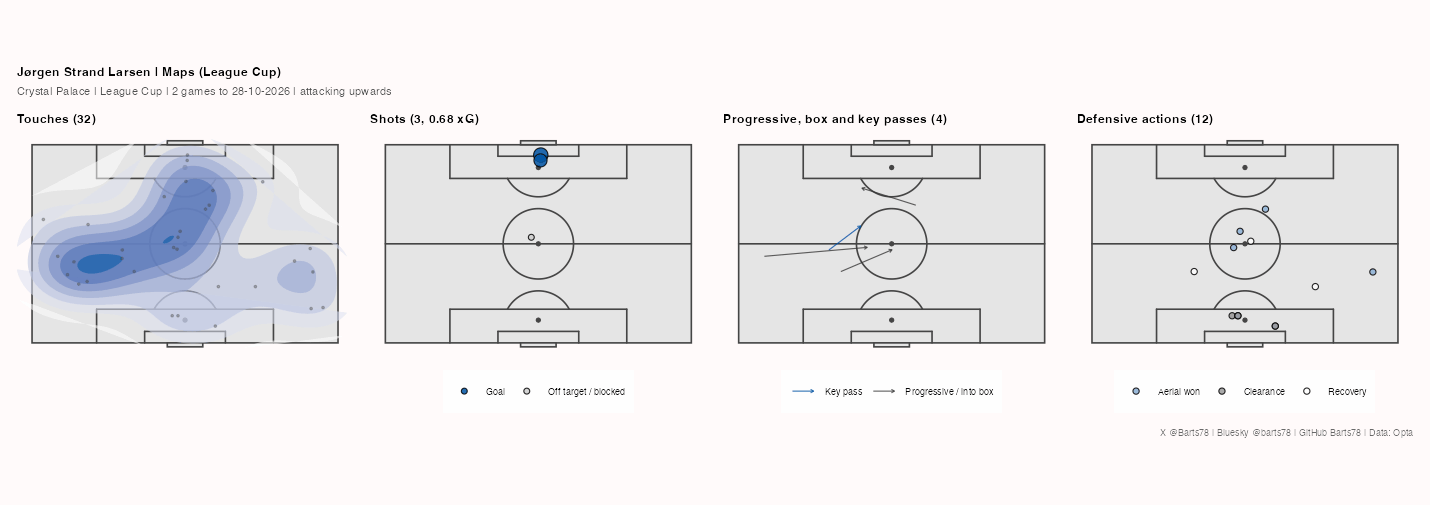 Jørgen Strand Larsen | Maps (League Cup)
Crystal Palace | League Cup | 2 games to 28-10-2026 | attacking upwards
Touches (32)
Shots (3, 0.68 xG)
Progressive, box and key passes (4)
Defensive actions (12)
Goal
Off target / blocked
Key pass
Progressive / into box
Aerial won
Clearance
Recovery
X @Barts78 | Bluesky @barts78 | GitHub Barts78 | Data: Opta